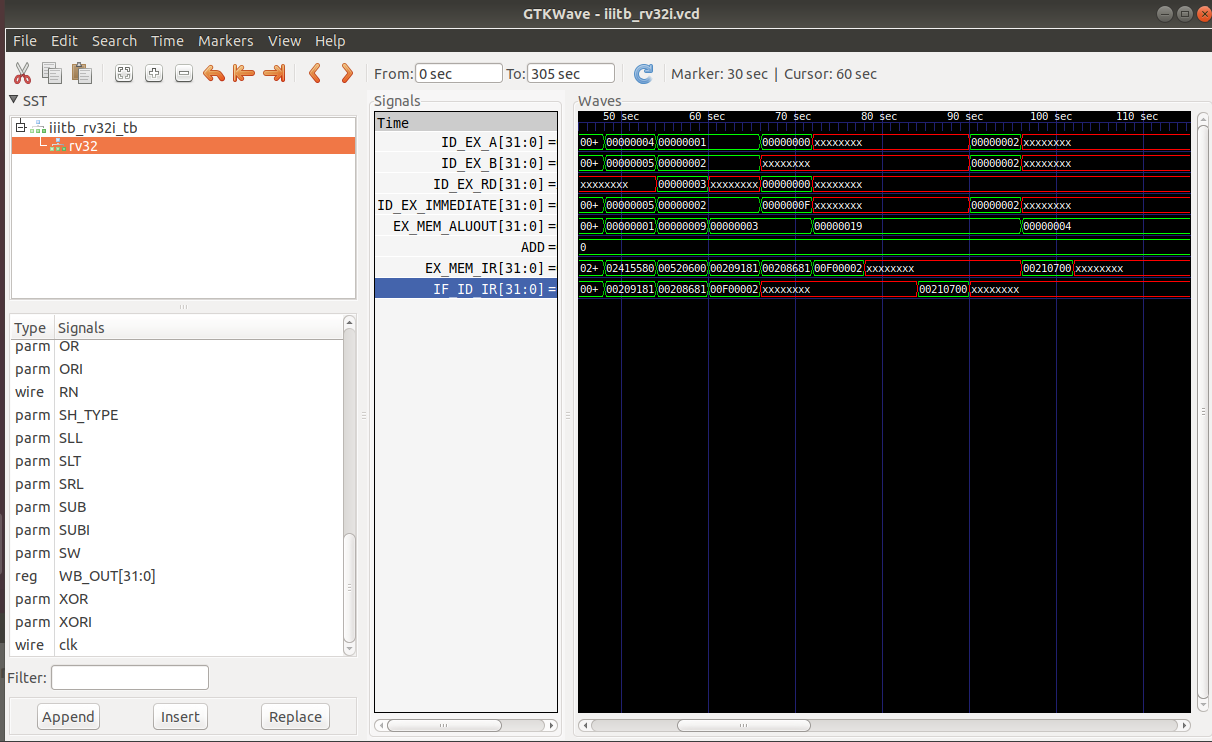 GTKWave - iiitb_rv32i.vcd
File Edit Search Time Markers View Help
From: 0 sec To: 305 sec Marker: 30 sec | Cursor: 60 sec
SST
iiitb_rv32i_tb
rv32
Type Signals
parm OR
parm ORI
wire RN
parm SH_TYPE
parm SLL
parm SLT
parm SRL
parm SUB
parm SUBI
parm SW
reg WB_OUT[31:0]
parm XOR
parm XORI
wire clk
Filter:
Append Insert Replace
Signals
Time
ID_EX_A[31:0] =
ID_EX_B[31:0] =
ID_EX_RD[31:0] =
ID_EX_IMMEDIATE[31:0] =
EX_MEM_ALUOUT[31:0] =
ADD =
EX_MEM_IR[31:0] =
IF_ID_IR[31:0] =
Waves
50 sec 60 sec 70 sec 80 sec 90 sec 100 sec 110 sec
00+ 00000004 00000001 00000000 xxxxxxxx 00000002 xxxxxxxx
00+ 00000005 00000002 xxxxxxxx 00000002 xxxxxxxx
xxxxxxxx 00000003 xxxxxxxx 00000000 xxxxxxxx
00+ 00000005 00000002 0000000F xxxxxxxx 00000002 xxxxxxxx
00+ 00000001 00000009 00000003 00000019 00000004
0
02+ 02415580 00520600 00209181 00208681 00F00002 xxxxxxxx 00210700 xxxxxxxx
00+ 00209181 00208681 00F00002 xxxxxxxx 00210700 xxxxxxxx